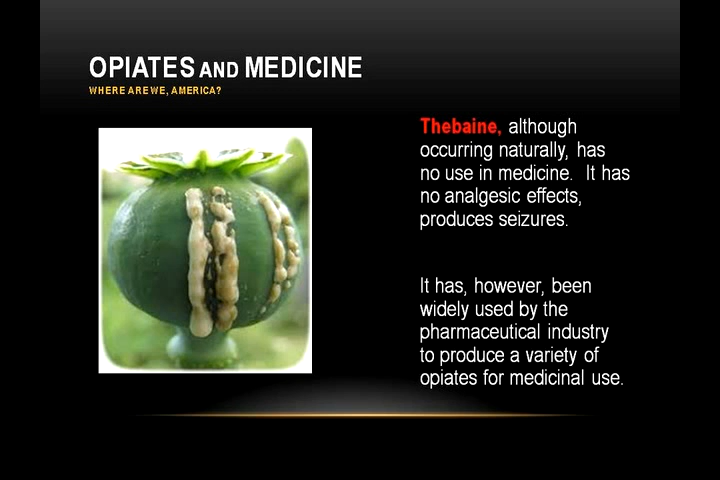 OPIATES AND MEDICINE
WHERE ARE WE, AMERICA?
Thebaine, although
occurring naturally, has
no use in medicine. It has
no analgesic effects,
produces seizures.
It has, however, been
widely used by the
pharmaceutical industry
to produce a variety of
opiates for medicinal use.